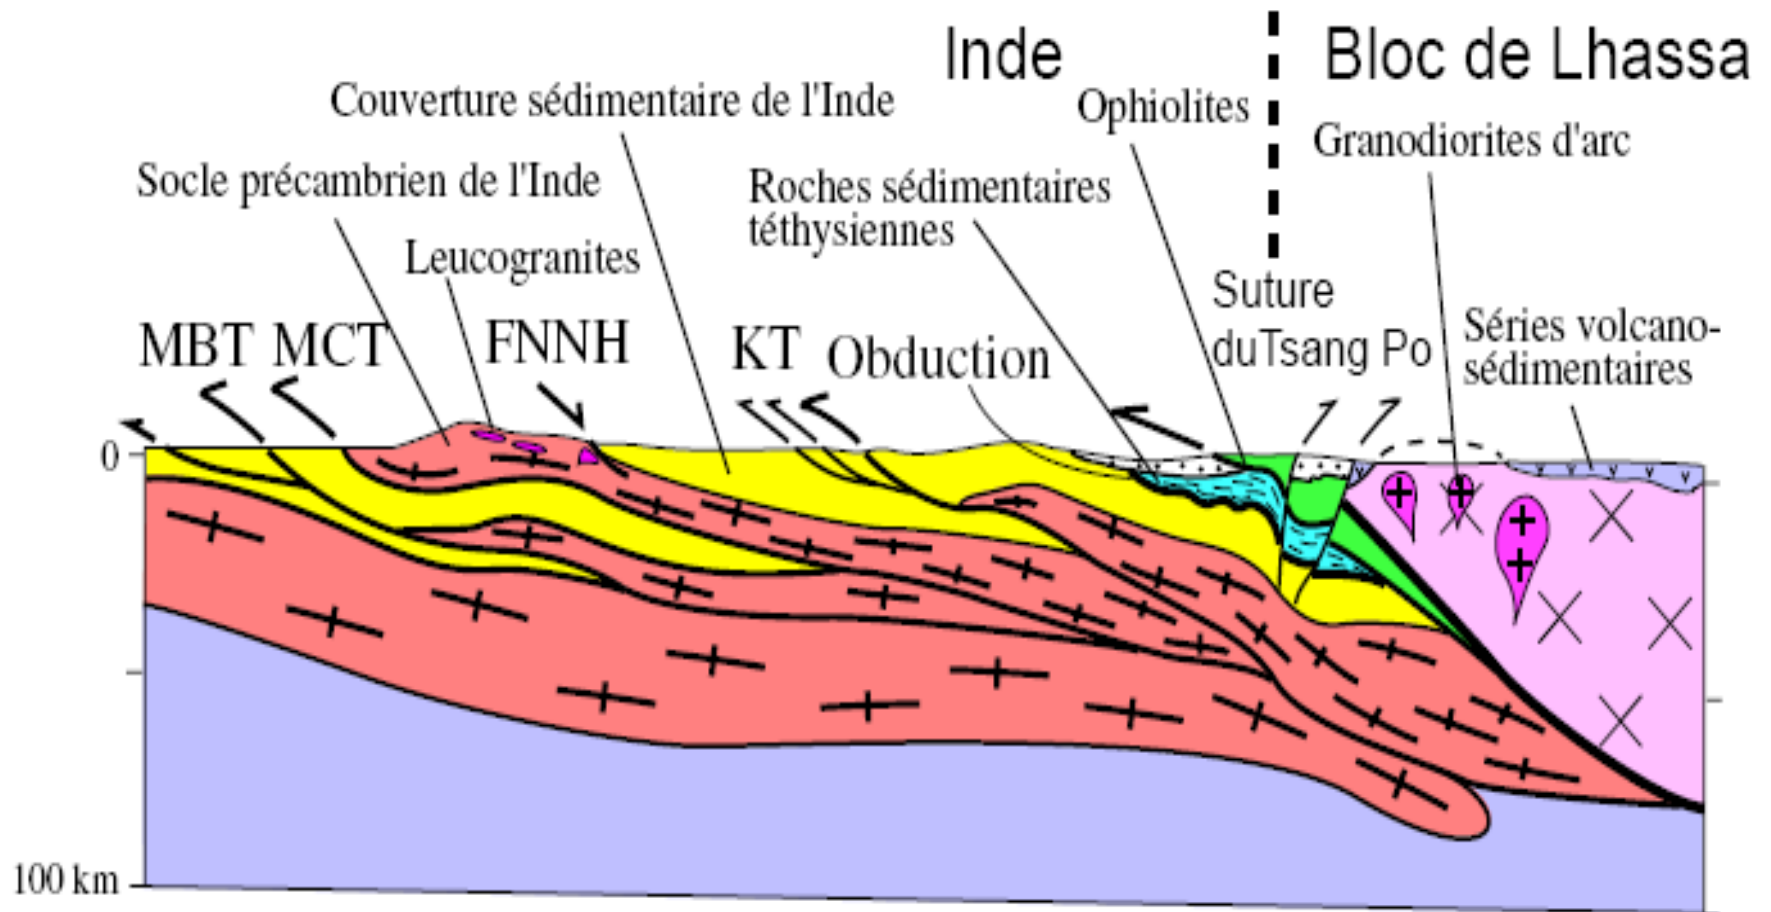 Inde
Bloc de Lhassa
Couverture sédimentaire de l'Inde
Ophiolites
Granodiorites d'arc
Socle précambrien de l'Inde
Roches sédimentaires
téthysiennes
Leucogranites
Suture
duTsang Po
Séries volcano-
sédimentaires
MBT
MCT
FNNH
KT
Obduction
0
100 km